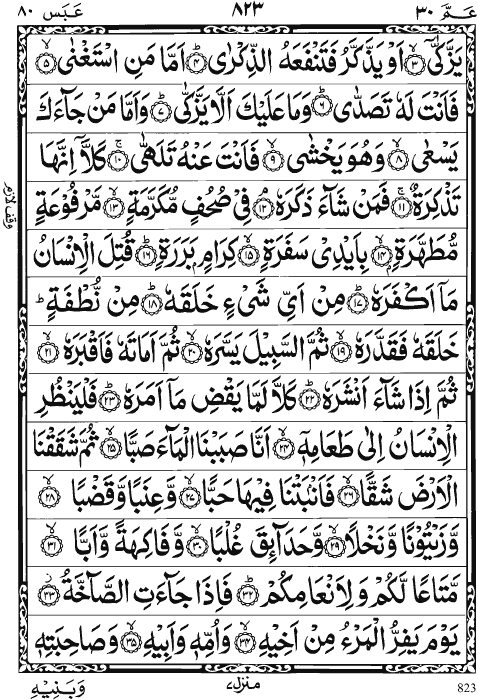 عَمَّ ٣٠ ٨٢٣ عَبَسَ ٨٠
يَزَّكّٰىۤ ۙ‏﴿٣﴾ اَوۡ يَذَّكَّرُ فَتَنۡفَعَهُ الذِّكۡرٰىؕ‏﴿٤﴾ اَمَّا مَنِ اسۡتَغۡنٰىۙ‏﴿٥﴾
فَاَنۡتَ لَهٗ تَصَدّٰىؕ‏﴿٦﴾ وَمَا عَلَيۡكَ اَلَّا يَزَّكّٰىؕ‏﴿٧﴾ وَاَمَّا مَنۡ جَآءَكَ
يَسۡعٰىۙ‏﴿٨﴾ وَهُوَ يَخۡشٰىۙ‏﴿٩﴾ فَاَنۡتَ عَنۡهُ تَلَهّٰىۚ‏﴿١٠﴾ كَلَّاۤ اِنَّهَا
تَذۡكِرَةٌ ۚ‏﴿١١﴾ فَمَنۡ شَآءَ ذَكَرَهٗۘ‏﴿١٢﴾ فِىۡ صُحُفٍ مُّكَرَّمَةٍۙ‏﴿١٣﴾ مَّرۡفُوۡعَةٍ
وقف لازم
مُّطَهَّرَةٍۭۙ‏﴿١٤﴾ بِاَيۡدِىۡ سَفَرَةٍۙ‏﴿١٥﴾ كِرَامٍۭ بَرَرَةٍؕ‏﴿١٦﴾ قُتِلَ الۡاِنۡسَانُ
مَاۤ اَكۡفَرَهٗؕ‏﴿١٧﴾ مِنۡ اَىِّ شَىۡءٍ خَلَقَهٗؕ‏﴿١٨﴾ مِنۡ نُّطۡفَةٍؕ
خَلَقَهٗ فَقَدَّرَهٗۙ‏﴿١٩﴾ ثُمَّ السَّبِيۡلَ يَسَّرَهٗۙ‏﴿٢٠﴾ ثُمَّ اَمَاتَهٗ فَاَقۡبَرَهٗۙ‏﴿٢١﴾
ثُمَّ اِذَا شَآءَ اَنۡشَرَهٗؕ‏﴿٢٢﴾ كَلَّا لَمَّا يَقۡضِ مَاۤ اَمَرَهٗؕ‏﴿٢٣﴾ فَلۡيَنۡظُرِ
الۡاِنۡسَانُ اِلٰى طَعَامِهٖۤۙ‏﴿٢٤﴾ اَنَّا صَبَبۡنَا الۡمَآءَ صَبًّاۙ‏﴿٢٥﴾ ثُمَّ شَقَقۡنَا
الۡاَرۡضَ شَقًّاۙ‏﴿٢٦﴾ فَاَنۡۢبَتۡنَا فِيۡهَا حَبًّاۙ‏﴿٢٧﴾ وَّ عِنَبًا وَّقَضۡبًاۙ‏﴿٢٨﴾
وَّزَيۡتُوۡنًا وَّنَخۡلًاۙ‏﴿٢٩﴾ وَحَدَآٮِٕقَ غُلۡبًاۙ‏﴿٣٠﴾ وَّفَاكِهَةً وَّاَبًّاۙ‏﴿٣١﴾
مَّتَاعًا لَّكُمۡ وَلِاَنۡعَامِكُمۡؕ‏﴿٣٢﴾ فَاِذَا جَآءَتِ الصَّآخَّةُ‏﴿٣٣﴾
يَوۡمَ يَفِرُّ الۡمَرۡءُ مِنۡ اَخِيۡهِۙ‏﴿٣٤﴾ وَاُمِّهٖ وَاَبِيۡهِۙ‏﴿٣٥﴾ وَصَاحِبَتِهٖ
وَبَنِيۡهِ منزل٧ 823